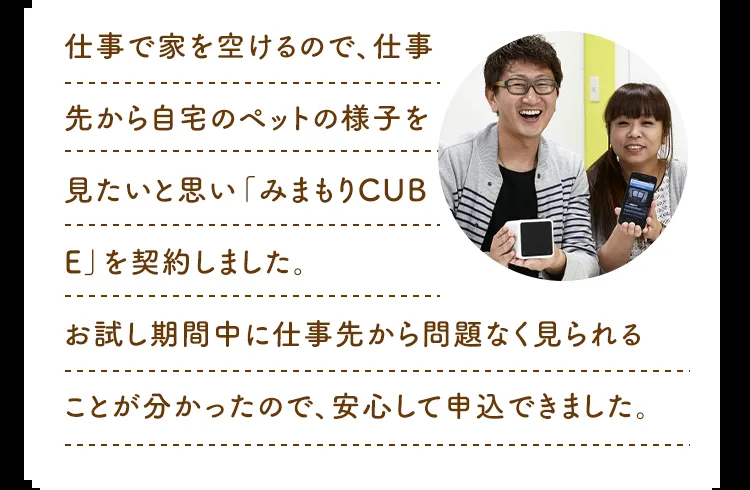 仕事で家を空けるので、仕事
先から自宅のペットの様子を
見たいと思い「みまもりCUB
E」を契約しました。
お試し期間中に仕事先から問題なく見られる
ことが分かったので、安心して申込できました。